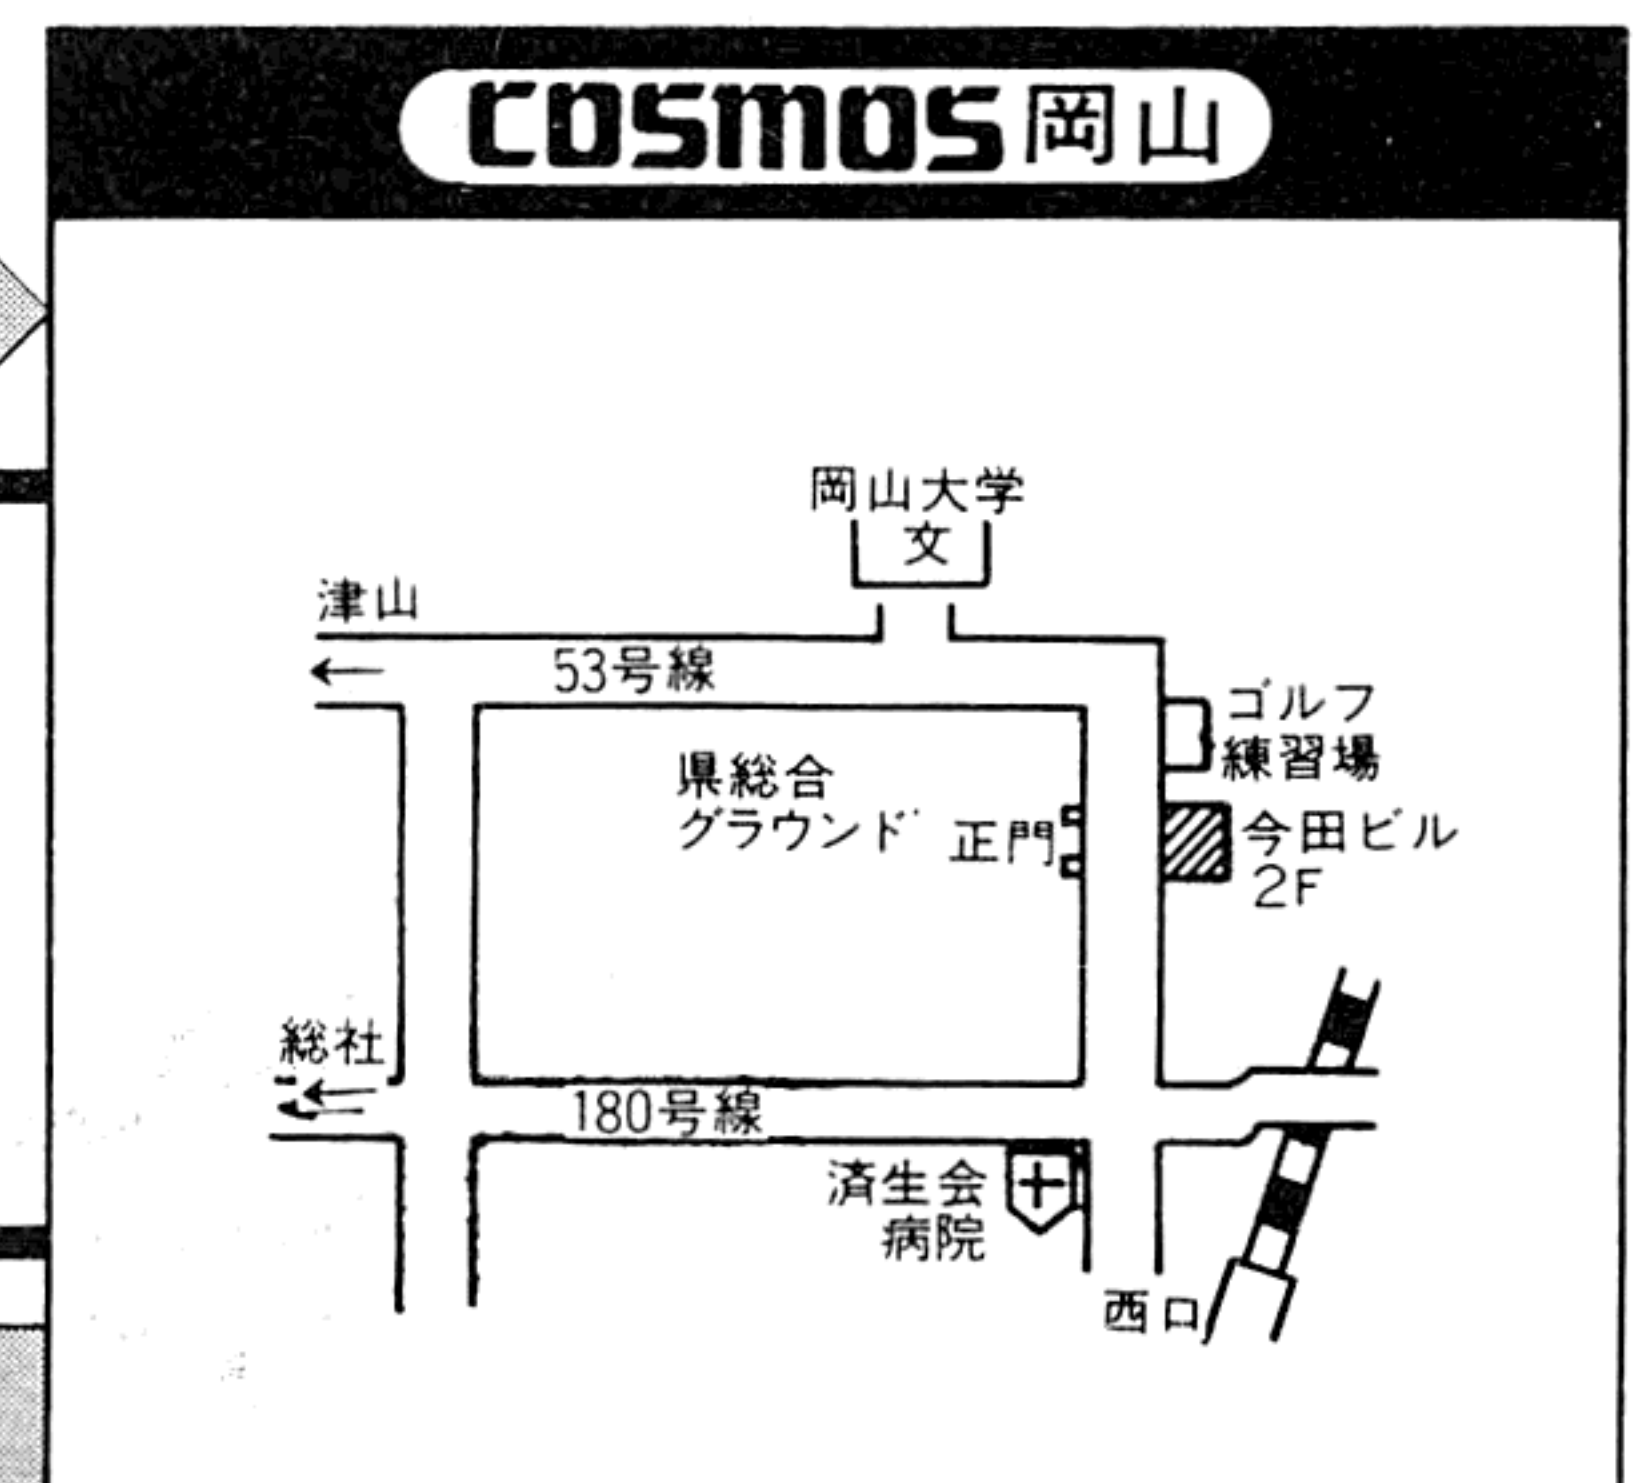 COSMOS岡山
岡山大学
文
津山
53号線
ゴルフ
練習場
県総合
グラウンド
正門
今田ビル
2F
総社
180号線
済生会
病院
西口